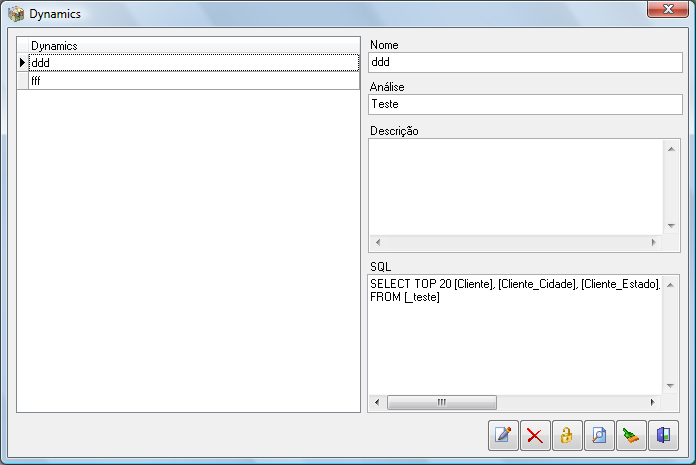 Dynamics
Dynamics
ddd
fff
Nome
ddd
Análise
Teste
Descrição
SQL
SELECT TOP 20 [Cliente], [Cliente_Cidade], [Cliente_Estado],
FROM [_teste]